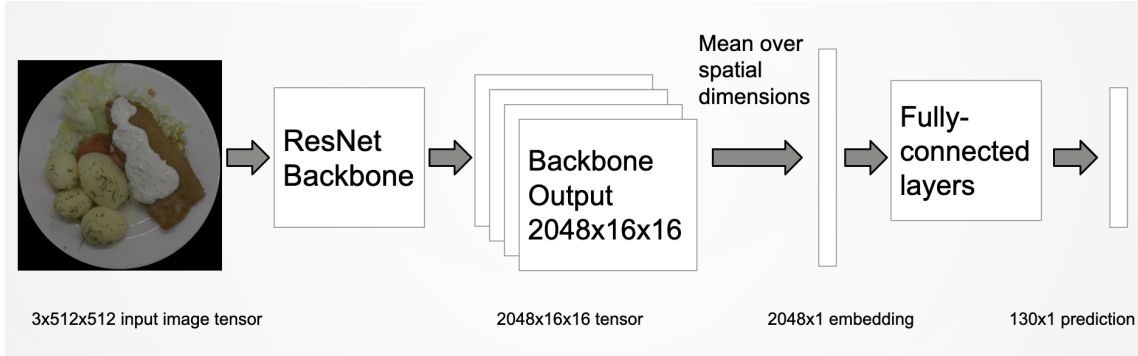 Mean over
spatial
dimensions
ResNet
Backbone
Backbone
Output
2048x16x16
Fully-
connected
layers
3x512x512 input image tensor
2048x16x16 tensor
2048x1 embedding
130x1 prediction